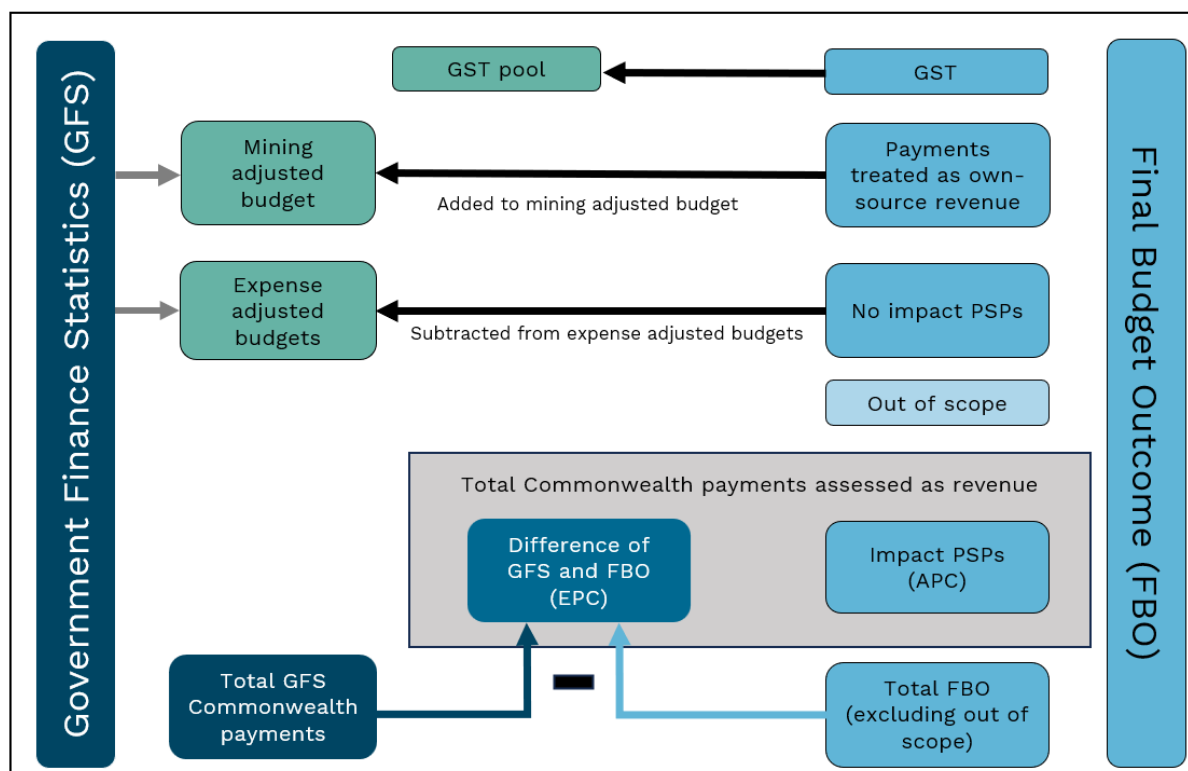 Government Finance Statistics (GFS)
GST pool
GST
Mining
adjusted
budget
Added to mining adjusted budget
Payments
treated as own-
source revenue
Expense
adjusted
budgets
Subtracted from expense adjusted budgets
No impact PSPs
Out of scope
Total Commonwealth payments assessed as revenue
Difference of
GFS and FBO
(EPC)
Impact PSPs
(APC)
Total GFS
Commonwealth
payments
Total FBO
(excluding out of
scope)
Final Budget Outcome (FBO)